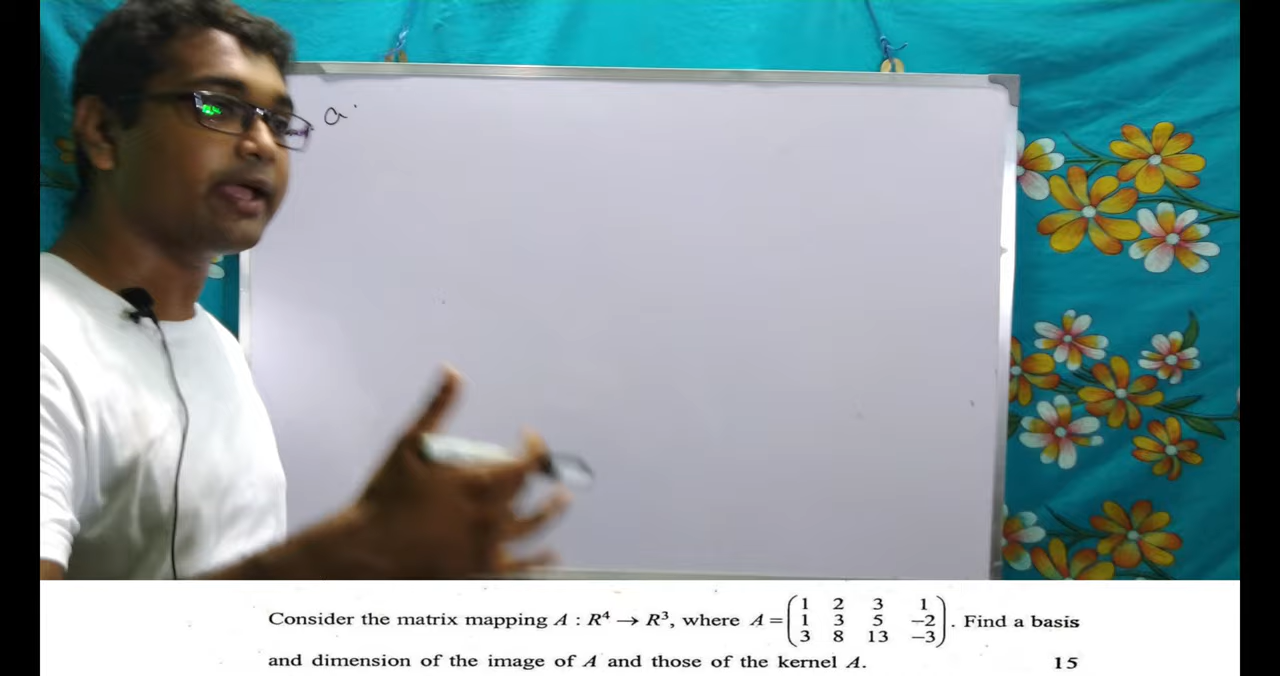 a.
Consider the matrix mapping A : R⁴ → R³, where A = ( 1 2 3 1
1 3 5 −2
3 8 13 −3 ). Find a basis
and dimension of the image of A and those of the kernel A. 15